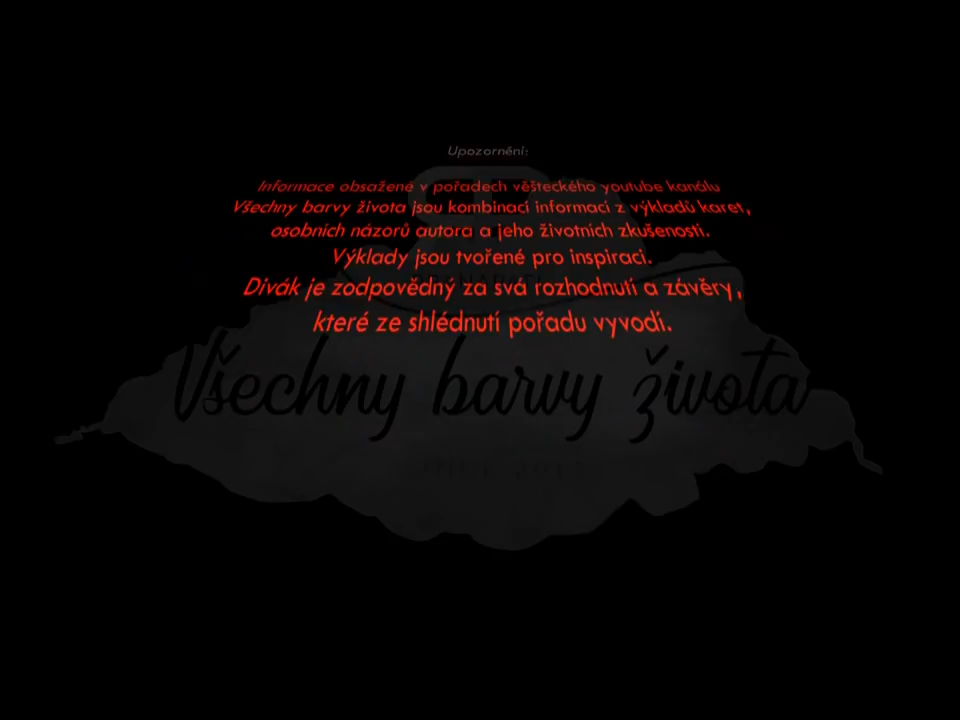 Upozornění:
Informace obsažené v pořadech věšteckého youtube kanálu
Všechny barvy života jsou kombinací informací z výkladů karet,
osobních názorů autora a jeho životních zkušeností.
Výklady jsou tvořené pro inspiraci.
Divák je zodpovědný za svá rozhodnutí a závěry,
které ze shlédnutí pořadu vyvodí.
Všechny barvy života